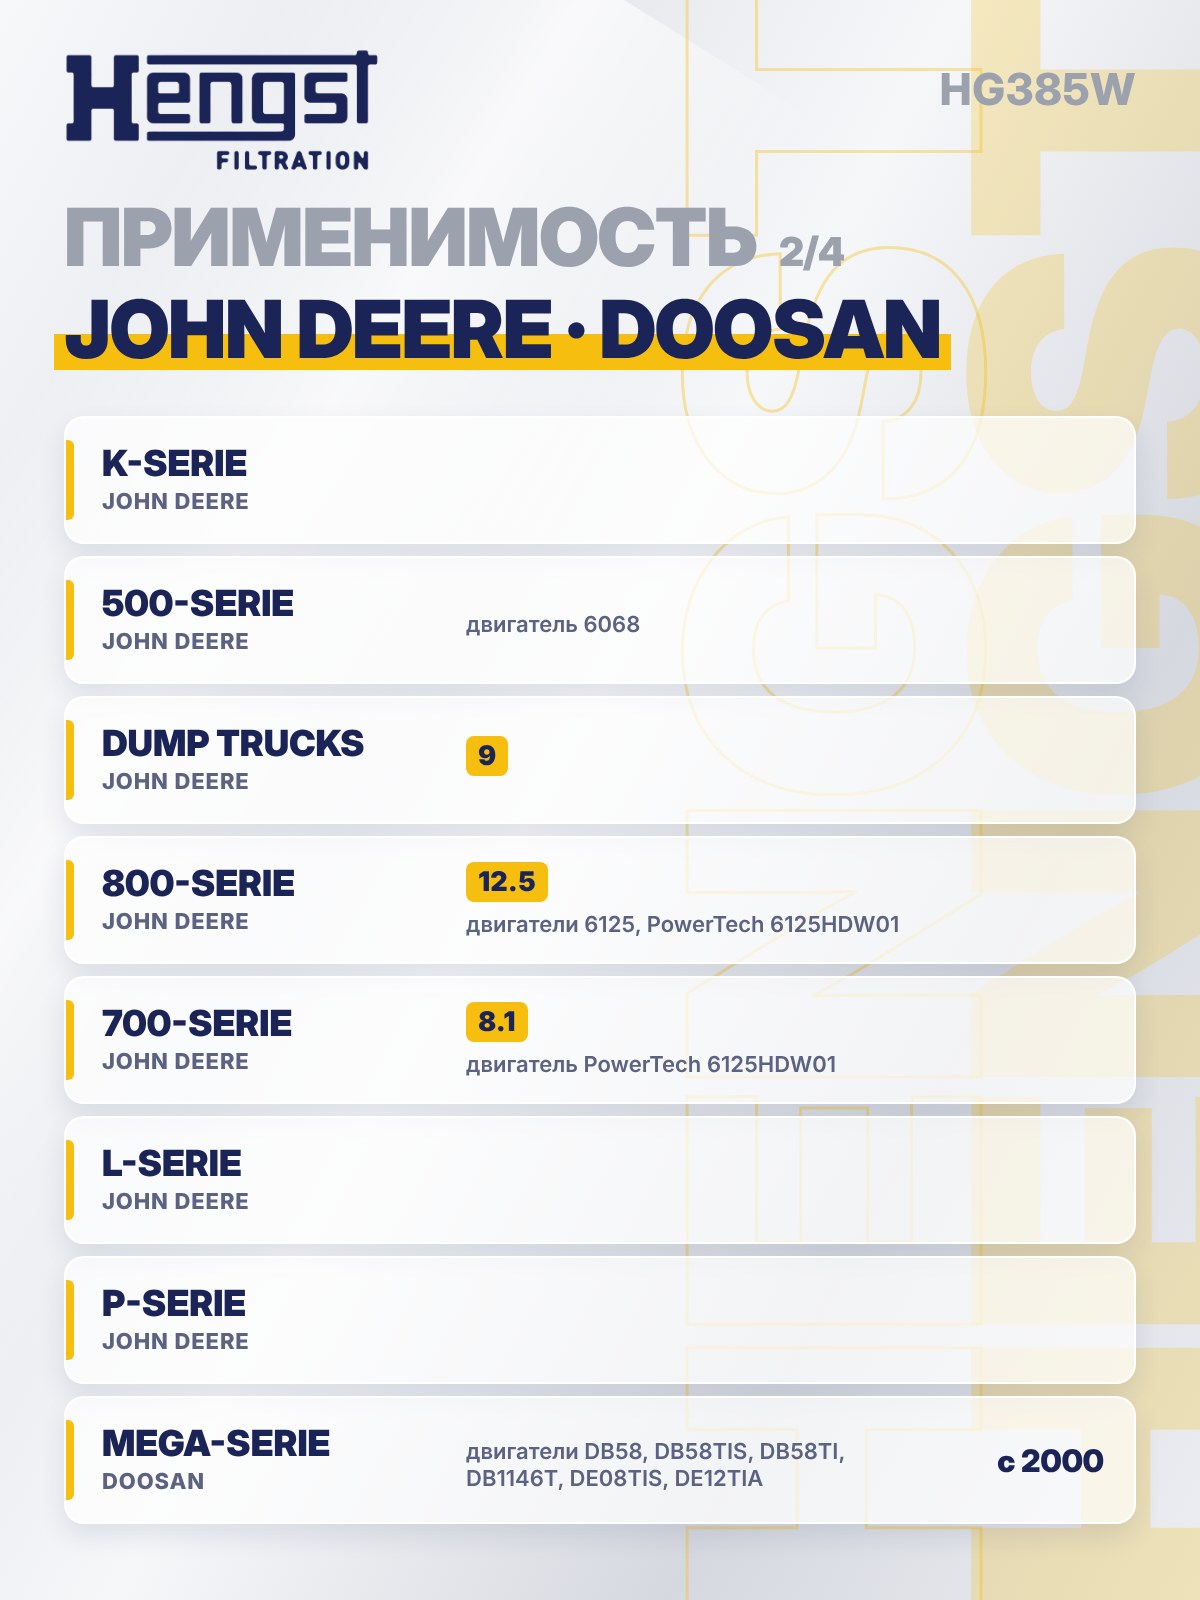 Hengst
FILTRATION
HG385W
ПРИМЕНИМОСТЬ 2/4
JOHN DEERE · DOOSAN
K-SERIE
JOHN DEERE
500-SERIE
JOHN DEERE
двигатель 6068
DUMP TRUCKS
JOHN DEERE
9
800-SERIE
JOHN DEERE
12.5
двигатели 6125, PowerTech 6125HDW01
700-SERIE
JOHN DEERE
8.1
двигатель PowerTech 6125HDW01
L-SERIE
JOHN DEERE
P-SERIE
JOHN DEERE
MEGA-SERIE
DOOSAN
двигатели DB58, DB58TIS, DB58TI,
DB1146T, DE08TIS, DE12TIA
с 2000
HENGST
HENGST